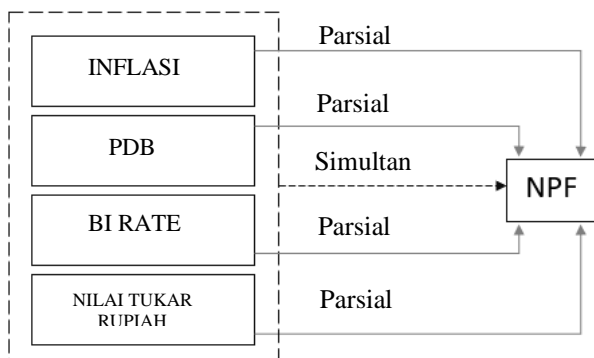 Parsial
INFLASI
Parsial
PDB
Simultan
NPF
BI RATE
Parsial
NILAI TUKAR
RUPIAH
Parsial